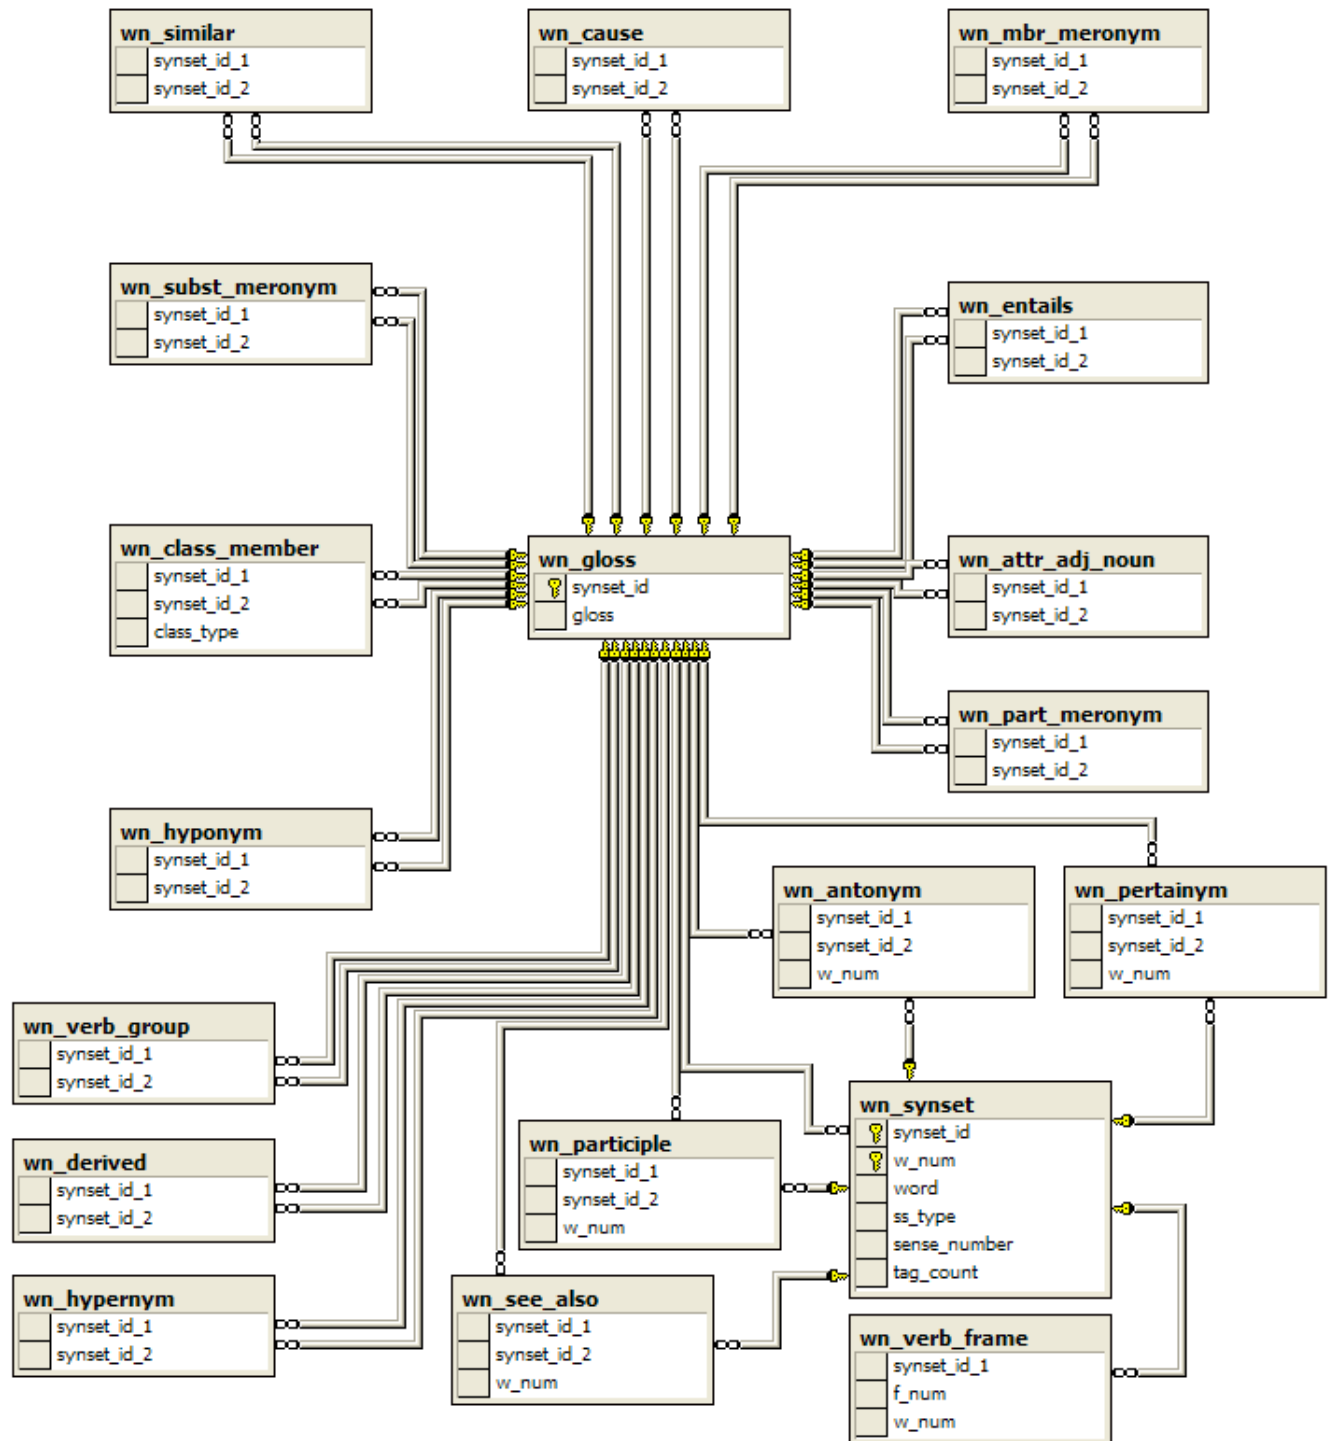 wn_similar
synset_id_1
synset_id_2
wn_cause
synset_id_1
synset_id_2
wn_mbr_meronym
synset_id_1
synset_id_2
wn_subst_meronym
synset_id_1
synset_id_2
wn_entails
synset_id_1
synset_id_2
wn_class_member
synset_id_1
synset_id_2
class_type
wn_gloss
synset_id
gloss
wn_attr_adj_noun
synset_id_1
synset_id_2
wn_part_meronym
synset_id_1
synset_id_2
wn_hyponym
synset_id_1
synset_id_2
wn_antonym
synset_id_1
synset_id_2
w_num
wn_pertainym
synset_id_1
synset_id_2
w_num
wn_verb_group
synset_id_1
synset_id_2
wn_synset
synset_id
w_num
word
ss_type
sense_number
tag_count
wn_participle
synset_id_1
synset_id_2
w_num
wn_derived
synset_id_1
synset_id_2
wn_hypernym
synset_id_1
synset_id_2
wn_see_also
synset_id_1
synset_id_2
w_num
wn_verb_frame
synset_id_1
f_num
w_num